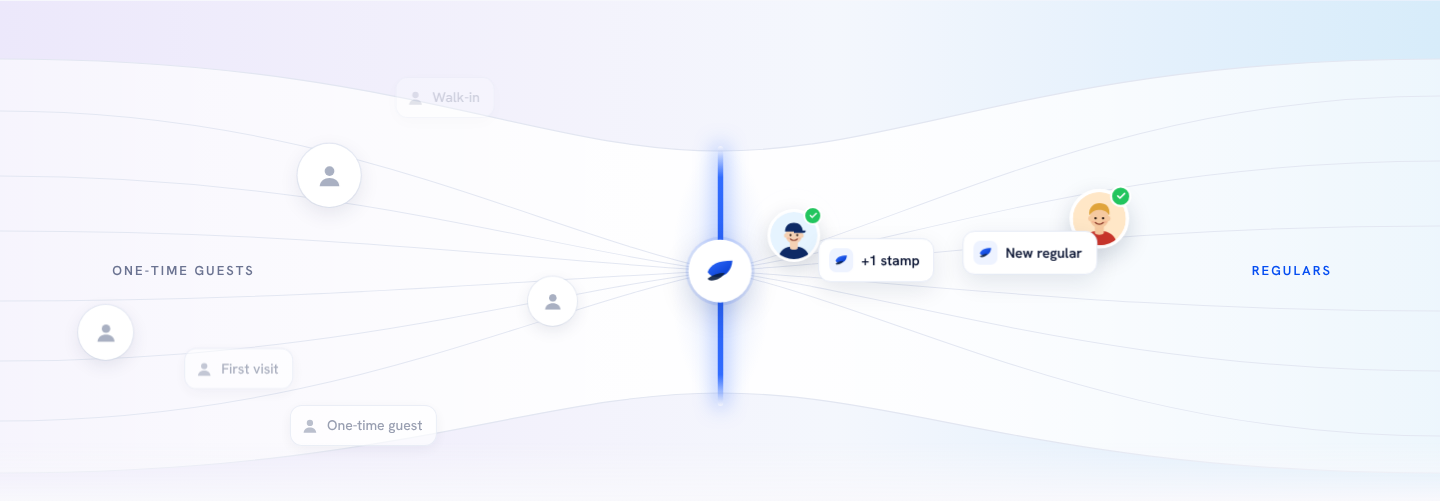 Walk-in
+1 stamp
New regular
ONE-TIME GUESTS
REGULARS
First visit
One-time guest